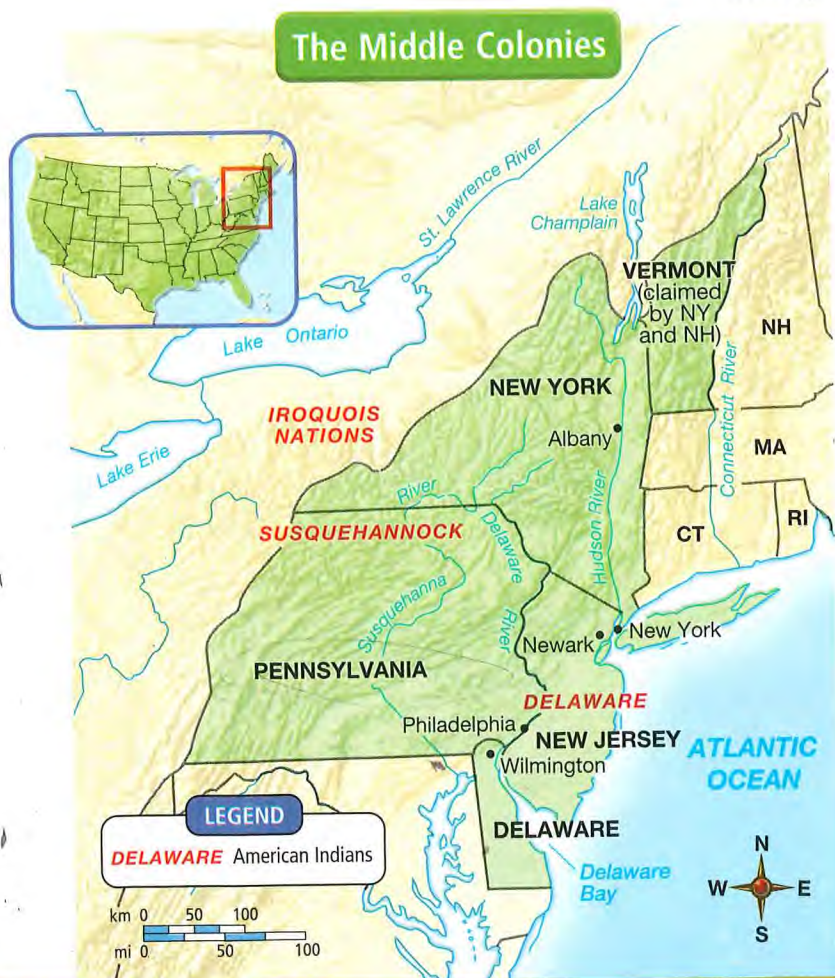 The Middle Colonies
St. Lawrence River
Lake
Champlain
VERMONT
(claimed
by NY
and NH)
NH
Lake Ontario
NEW YORK
IROQUOIS
NATIONS
Albany
Connecticut River
MA
Lake Erie
Hudson River
River
SUSQUEHANNOCK
Delaware
River
CT
RI
Susquehanna
Newark
New York
PENNSYLVANIA
DELAWARE
Philadelphia
NEW JERSEY
Wilmington
ATLANTIC
OCEAN
DELAWARE
Delaware
Bay
LEGEND
DELAWARE American Indians
km 0 50 100
mi 0 50 100
N
W E
S